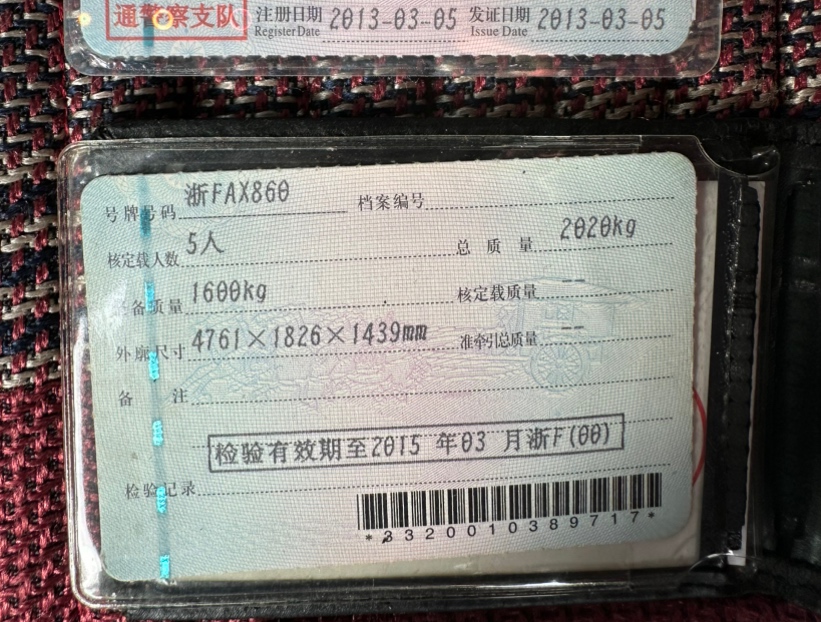 通警察支队 注册日期 2013-03-05 发证日期 2013-03-05
Register Date Issue Date
号牌号码 浙FAX860 档案编号
核定载人数 5人 总质量 2020kg
整备质量 1600kg 核定载质量 --
外廓尺寸 4761×1826×1439mm 准牵引总质量 --
备注
检验有效期至2015 年03 月浙F(00)
检验记录
*3320010389717*